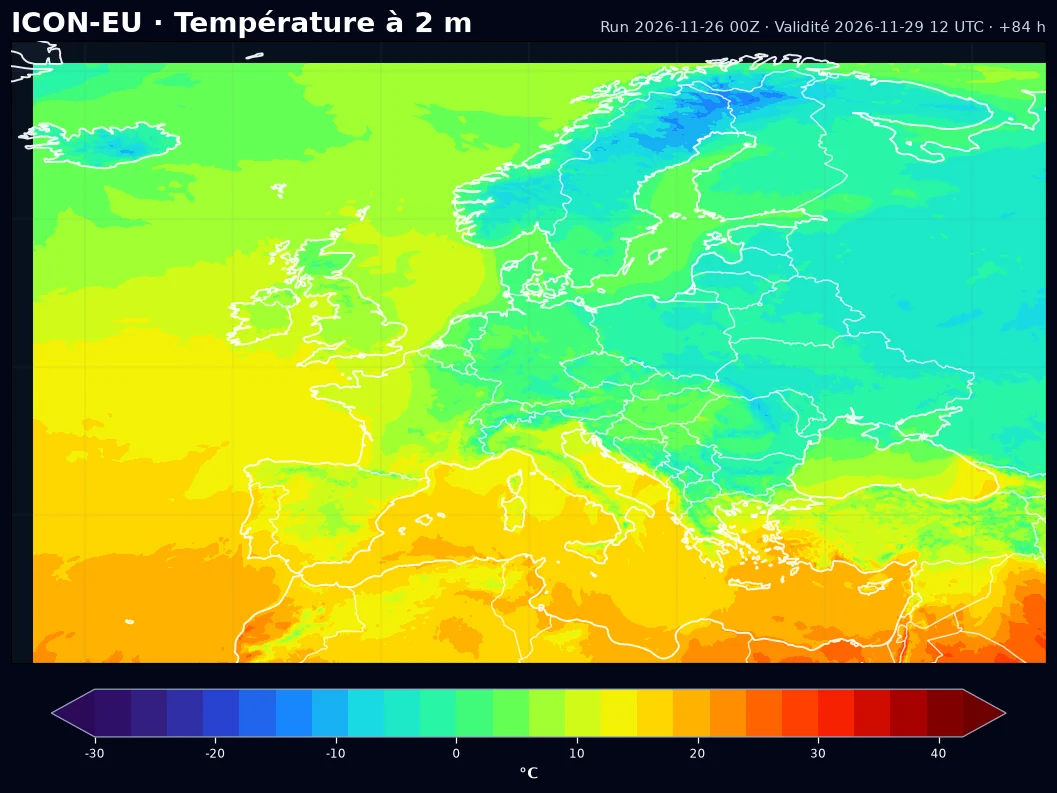 ICON-EU · Température à 2 m
Run 2026-11-26 00Z · Validité 2026-11-29 12 UTC · +84 h
-30 -20 -10 0 10 20 30 40
°C